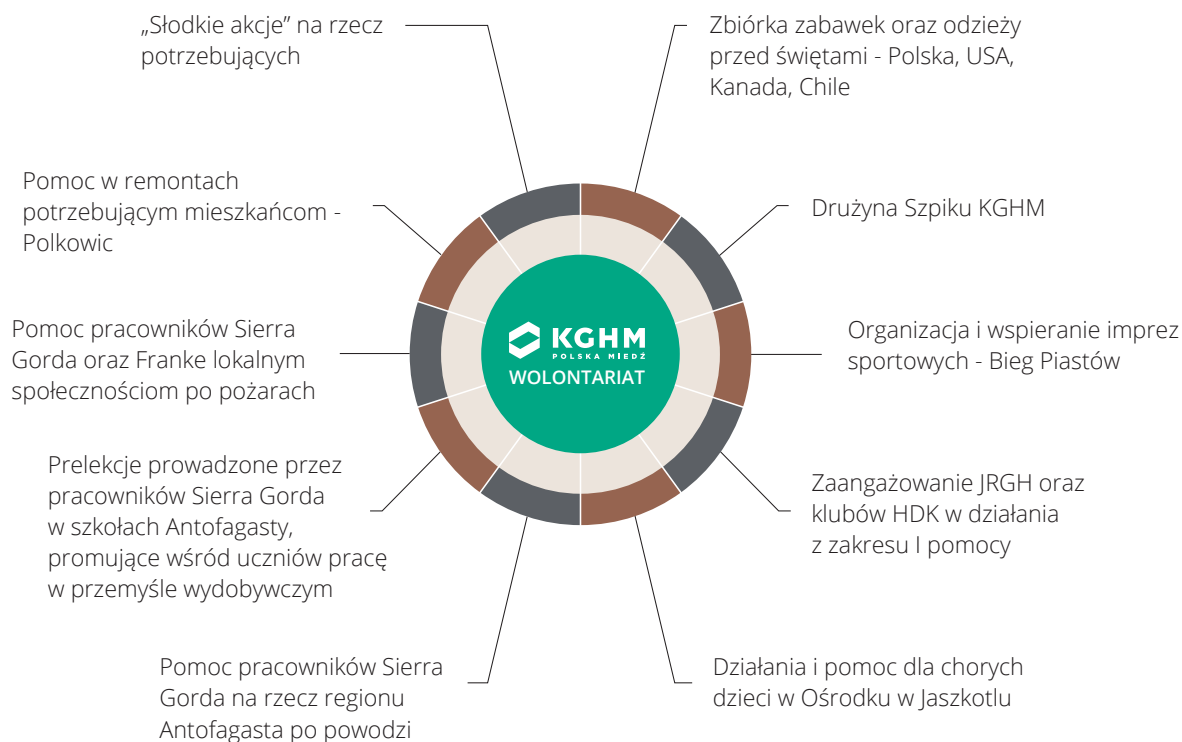 „Słodkie akcje” na rzecz
potrzebujących
Zbiórka zabawek oraz odzieży
przed świętami - Polska, USA,
Kanada, Chile
Pomoc w remontach
potrzebującym mieszkańcom -
Polkowic
Drużyna Szpiku KGHM
Pomoc pracowników Sierra
Gorda oraz Franke lokalnym
społecznościom po pożarach
KGHM
POLSKA MIEDŹ
WOLONTARIAT
Organizacja i wspieranie imprez
sportowych - Bieg Piastów
Prelekcje prowadzone przez
pracowników Sierra Gorda
w szkołach Antofagasty,
promujące wśród uczniów pracę
w przemyśle wydobywczym
Zaangażowanie JRGH oraz
klubów HDK w działania
z zakresu I pomocy
Pomoc pracowników Sierra
Gorda na rzecz regionu
Antofagasta po powodzi
Działania i pomoc dla chorych
dzieci w Ośrodku w Jaszkotlu